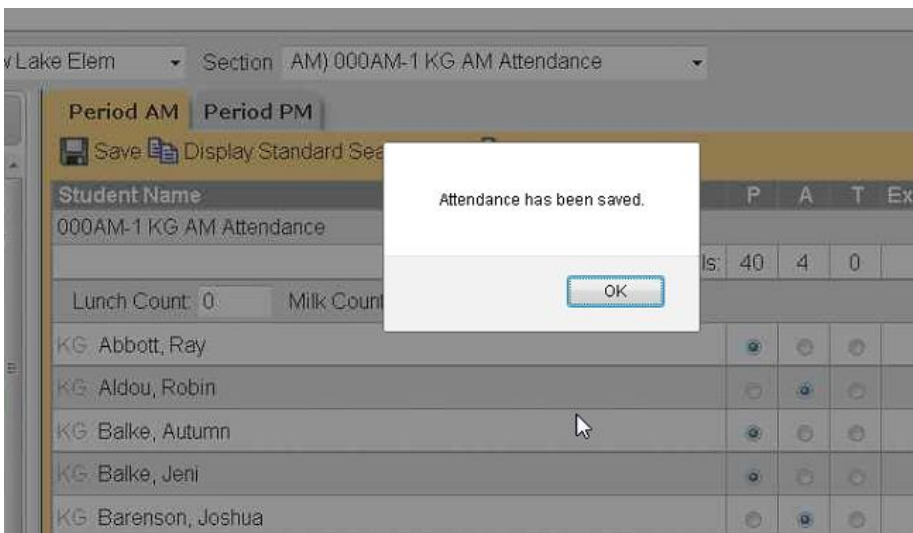 Lake Elem Section AM) 000AM-1 KG AM Attendance
Period AM Period PM
Save Display Standard Sea
Student Name P A T Ex
000AM-1 KG AM Attendance
ls: 40 4 0
Lunch Count: 0 Milk Count
Attendance has been saved.
OK
KG Abbott, Ray
KG Aldou, Robin
KG Balke, Autumn
KG Balke, Jeni
KG Barenson, Joshua